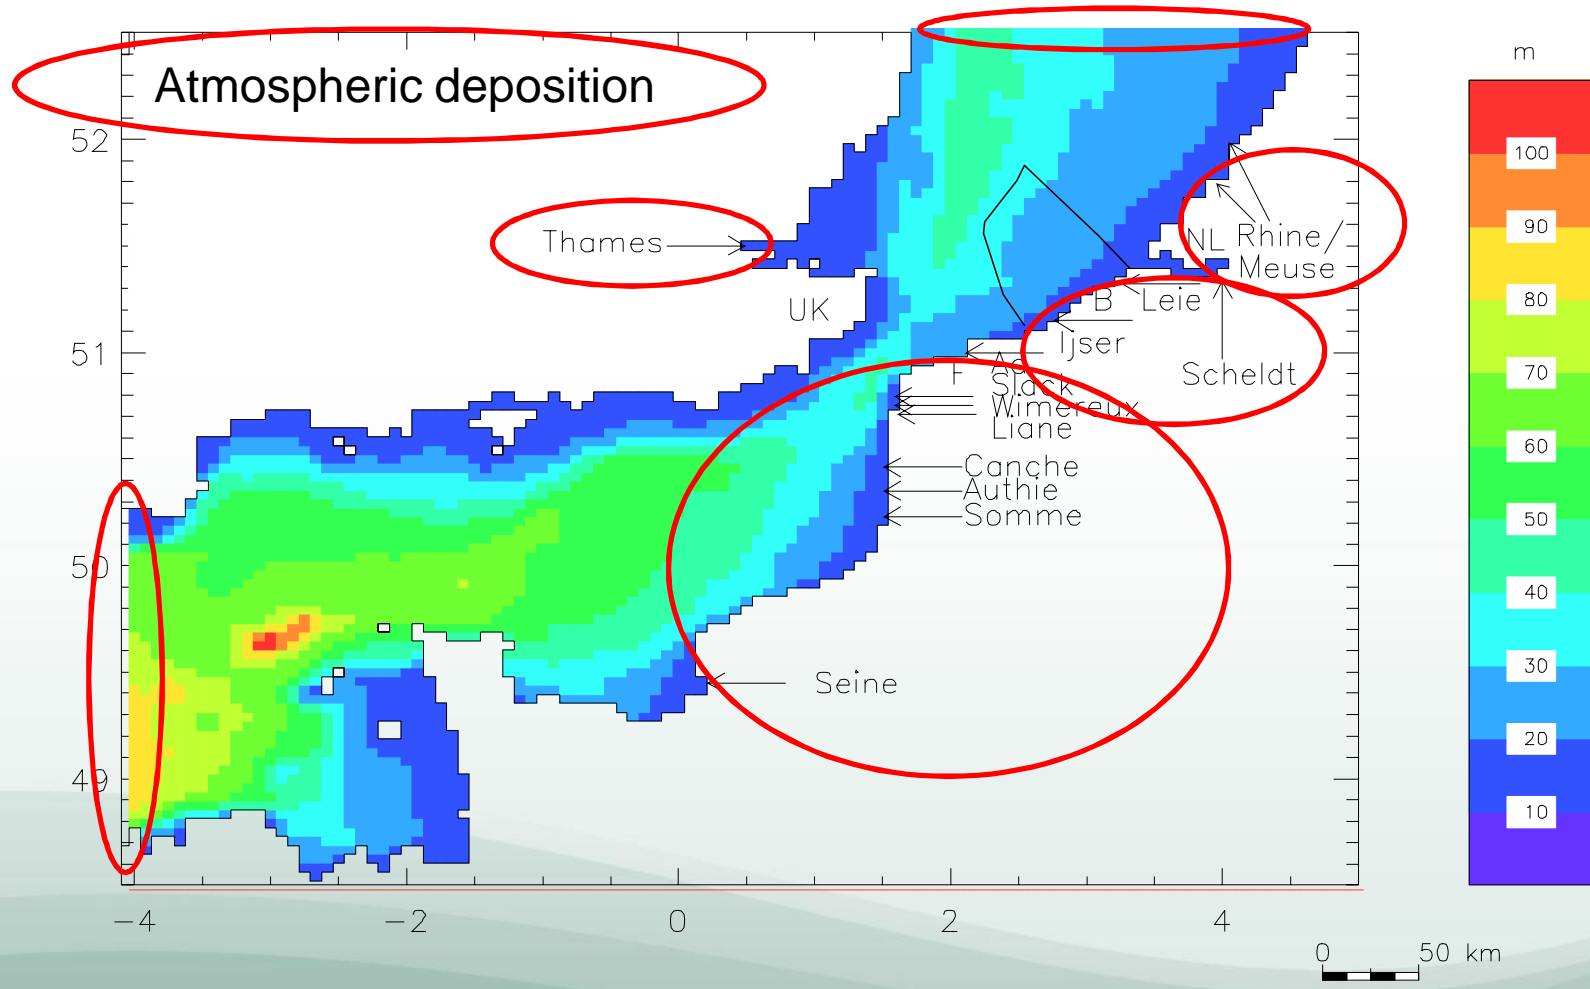 Atmospheric deposition
m
52
51
50
49
Thames
UK
NL
Rhine/
Meuse
B
Leie
Ijser
Scheldt
F
Slack
Wimereux
Liane
Canche
Authie
Somme
Seine
-4
-2
0
2
4
0
50 km
100
90
80
70
60
50
40
30
20
10